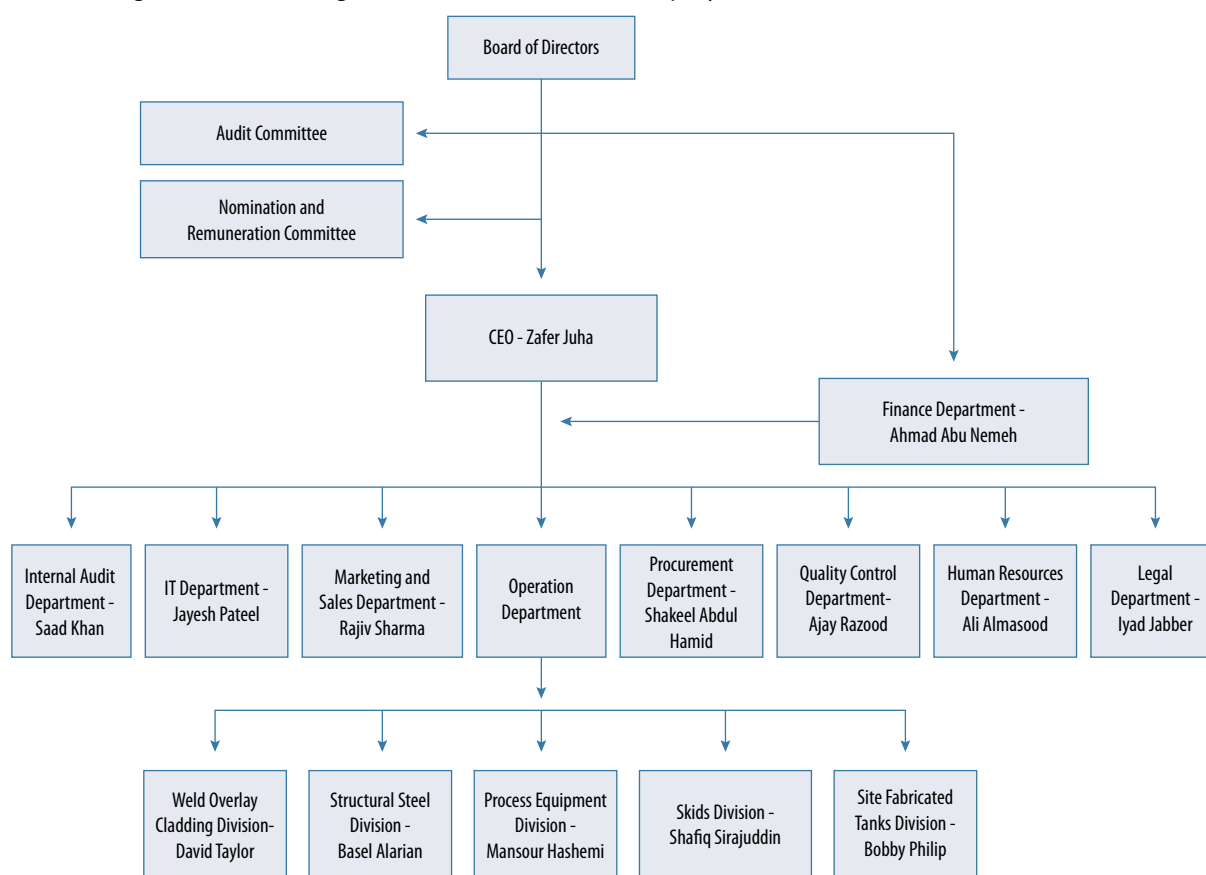 Board of Directors
Audit Committee
Nomination and
Remuneration Committee
CEO - Zafer Juha
Finance Department -
Ahmad Abu Nemeh
Internal Audit
Department -
Saad Khan
IT Department -
Jayesh Pateel
Marketing and
Sales Department -
Rajiv Sharma
Operation
Department
Procurement
Department -
Shakeel Abdul
Hamid
Quality Control
Department-
Ajay Razood
Human Resources
Department -
Ali Almasood
Legal
Department -
Iyad Jabber
Weld Overlay
Cladding Division-
David Taylor
Structural Steel
Division -
Basel Alarian
Process Equipment
Division -
Mansour Hashemi
Skids Division -
Shafiq Sirajuddin
Site Fabricated
Tanks Division -
Bobby Philip